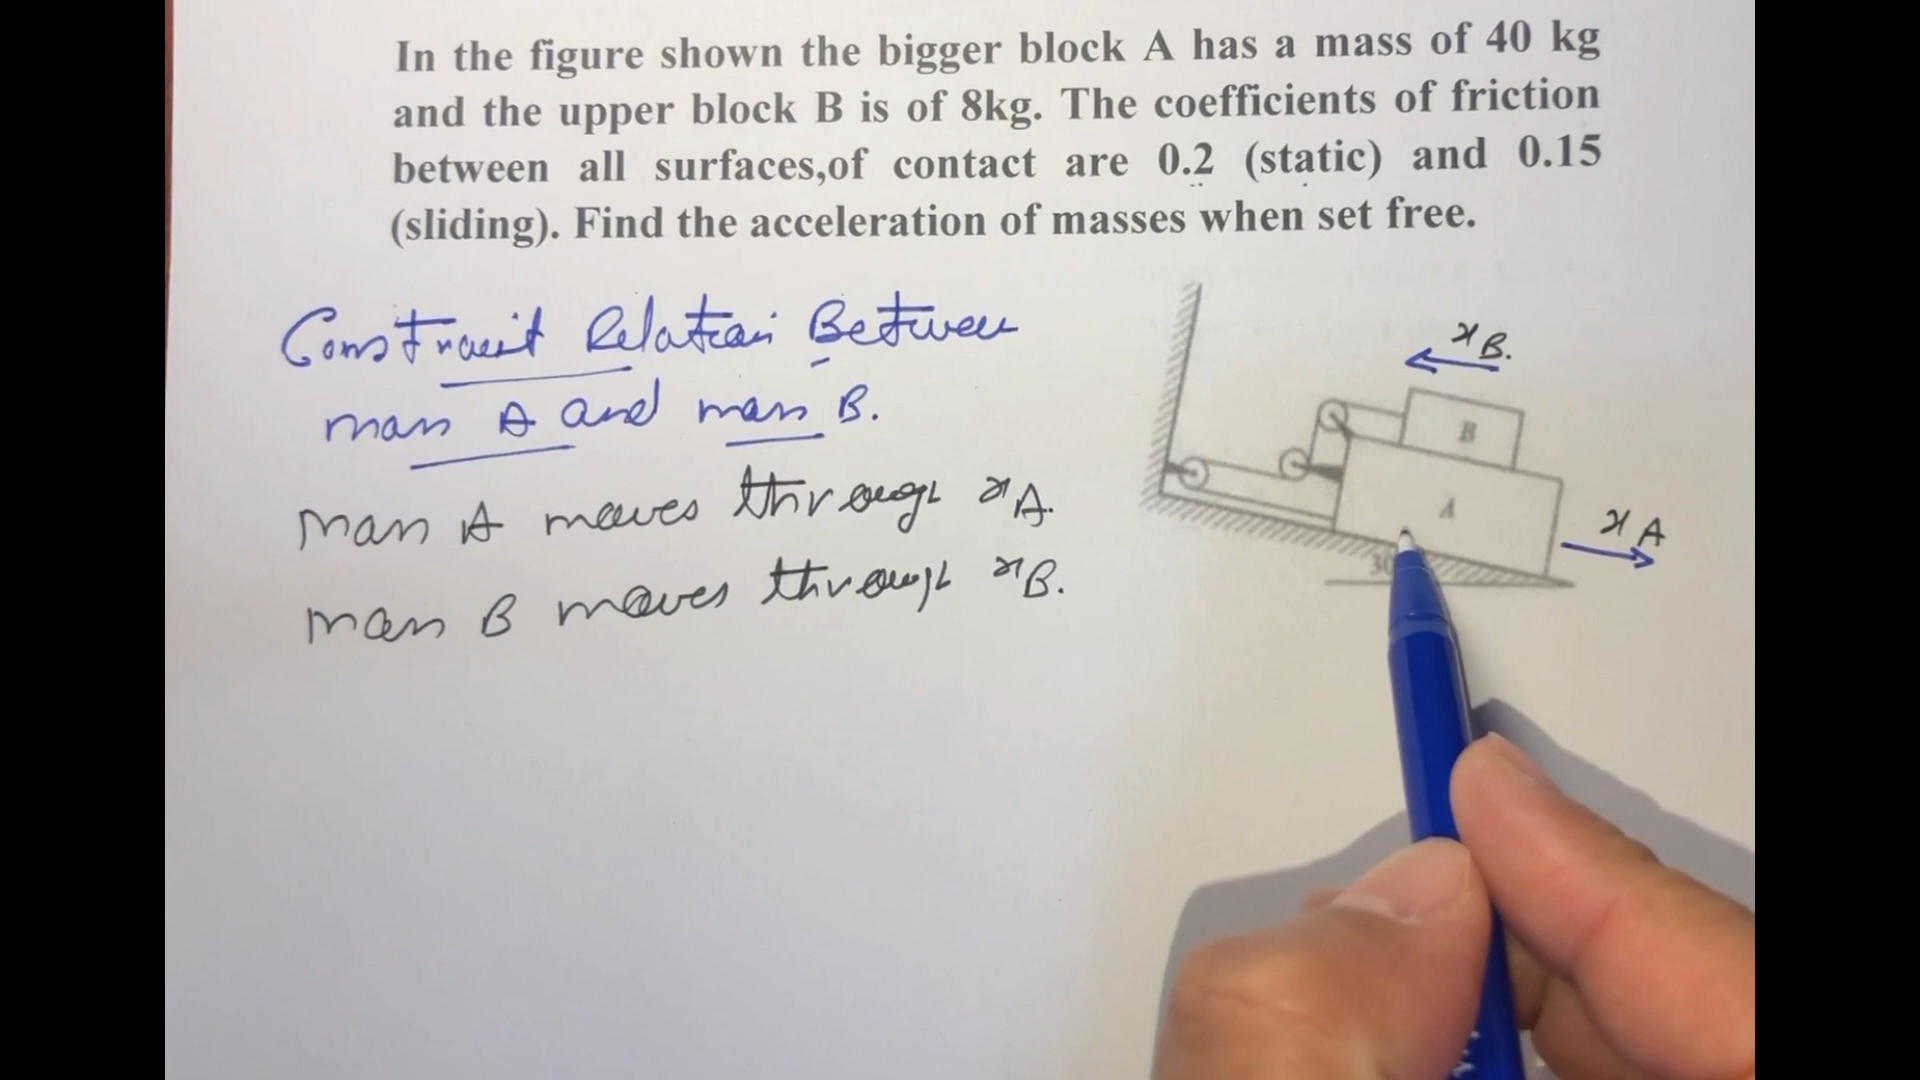 In the figure shown the bigger block A has a mass of 40 kg
and the upper block B is of 8kg. The coefficients of friction
between all surfaces,of contact are 0.2 (static) and 0.15
(sliding). Find the acceleration of masses when set free.
Constraint Relation Between
mass A and mass B.
mass A moves through xA.
mass B moves through xB.
xB.
B
A
xA
30